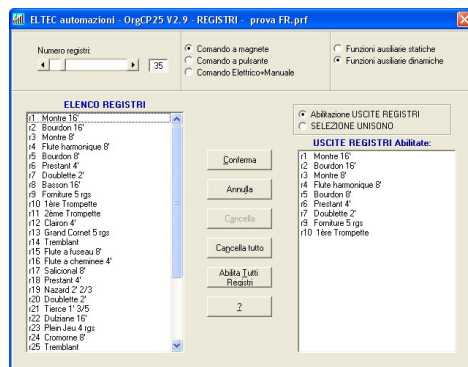 ELTEC automazioni - OrgCP25 V2.9 - REGISTRI - prova FR.prf
Numero registri:
35
Comando a magnete
Comando a pulsante
Comando Elettrico+Manuale
Funzioni ausiliarie statiche
Funzioni ausiliarie dinamiche
ELENCO REGISTRI
r1 Montre 16'
r2 Bourdon 16'
r3 Montre 8'
r4 Flute harmonique 8'
r5 Bourdon 8'
r6 Prestant 4'
r7 Doublette 2'
r8 Basson 16'
r9 Forniture 5 rgs
r10 1ère Trompette
r11 2ème Trompette
r12 Clairon 4'
r13 Grand Cornet 5 rgs
r14 Tremblant
r15 Flute a fuseau 8'
r16 Flute a cheminee 4'
r17 Salicional 8'
r18 Prestant 4'
r19 Nazard 2' 2/3
r20 Doublette 2'
r21 Tierce 1' 3/5
r22 Dulziane 16'
r23 Plein Jeu 4 rgs
r24 Cromorne 8'
r25 Tremblant
Conferma
Annulla
Cancella
Cancella tutto
Abilita Tutti
Registri
?
Abilitazione USCITE REGISTRI
SELEZIONE UNISONO
USCITE REGISTRI Abilitate:
r1 Montre 16'
r2 Bourdon 16'
r3 Montre 8'
r4 Flute harmonique 8'
r5 Bourdon 8'
r6 Prestant 4'
r7 Doublette 2'
r9 Forniture 5 rgs
r10 1ère Trompette